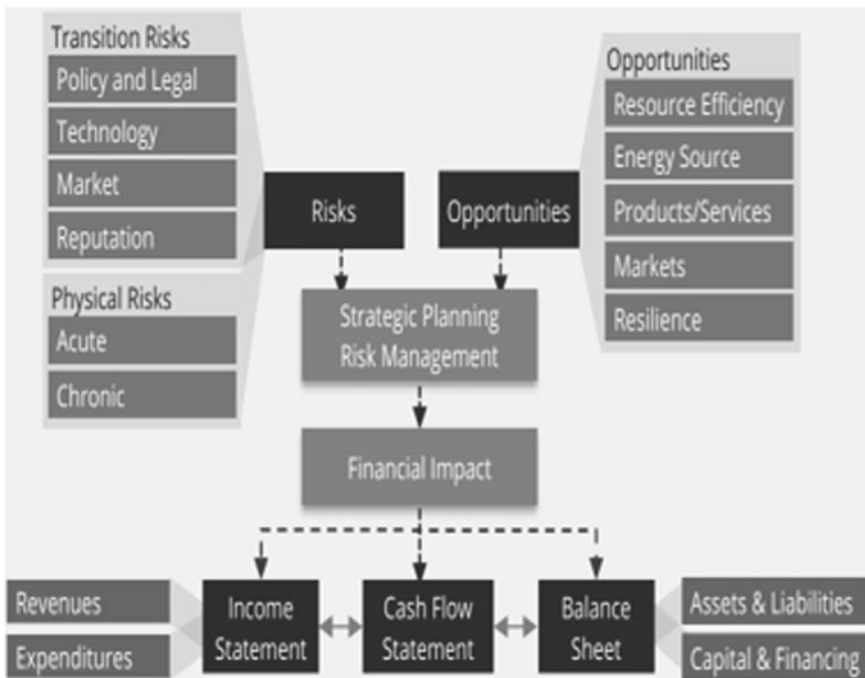 Transition Risks
Policy and Legal
Technology
Market
Reputation
Physical Risks
Acute
Chronic
Risks
Opportunities
Opportunities
Resource Efficiency
Energy Source
Products/Services
Markets
Resilience
Strategic Planning
Risk Management
Financial Impact
Revenues
Expenditures
Income
Statement
Cash Flow
Statement
Balance
Sheet
Assets & Liabilities
Capital & Financing